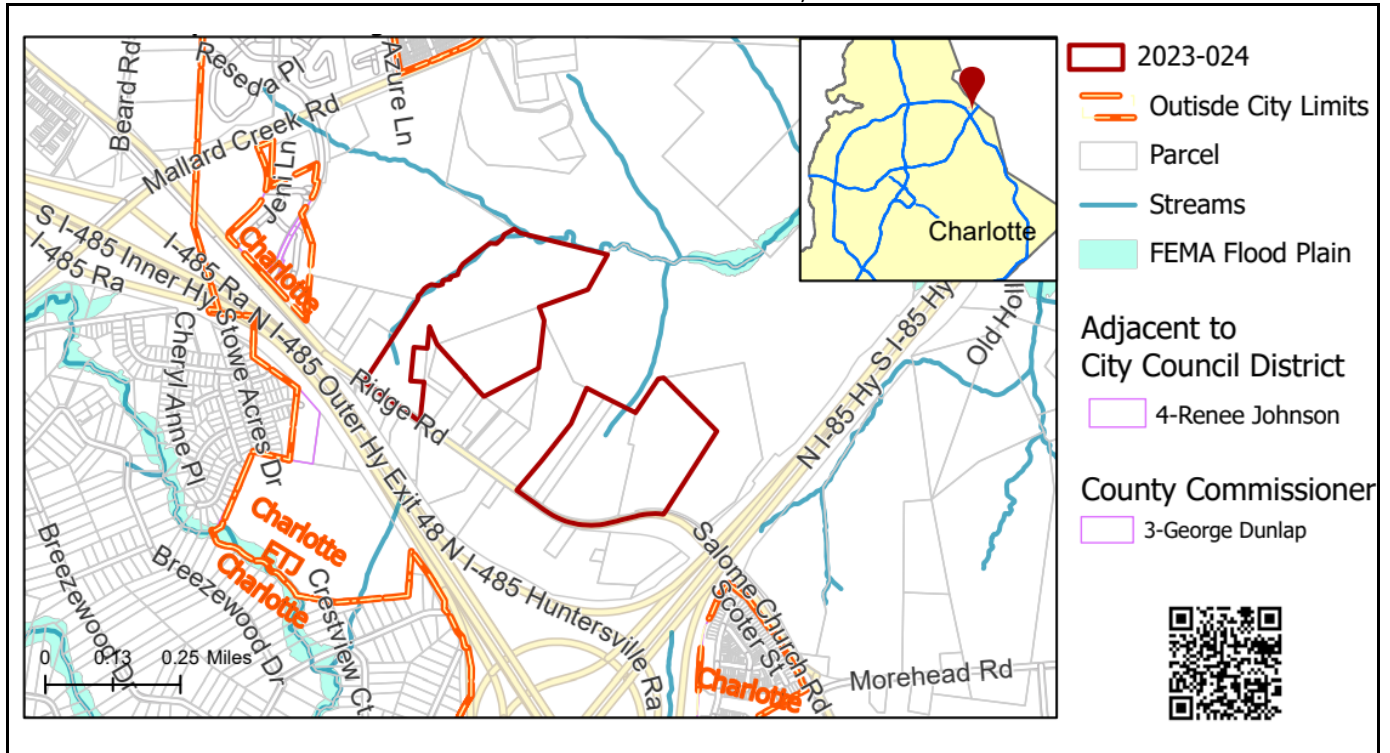 Beard Rd
Reseda Pl
Azure Ln
Mallard Creek Rd
Jeni Ln
S I-485 Inner Hy
I-485 Ra
I-485 Ra
Charlotte
N I-485 Outer Hy Exit 48
N I-485 Huntersville Ra
Stowe Acres Dr
Cheryl Anne Pl
Ridge Rd
N I-85 Hy
S I-85 Hy
Old Holl
Charlotte
ETJ
Charlotte
Breezewood Dr
Breezewood Dr
Crestview Ct
Salome Church Rd
Scoter St
Morehead Rd
Charlotte
0 0.13 0.25 Miles
Charlotte
2023-024
Outisde City Limits
Parcel
Streams
FEMA Flood Plain
Adjacent to
City Council District
4-Renee Johnson
County Commissioner
3-George Dunlap